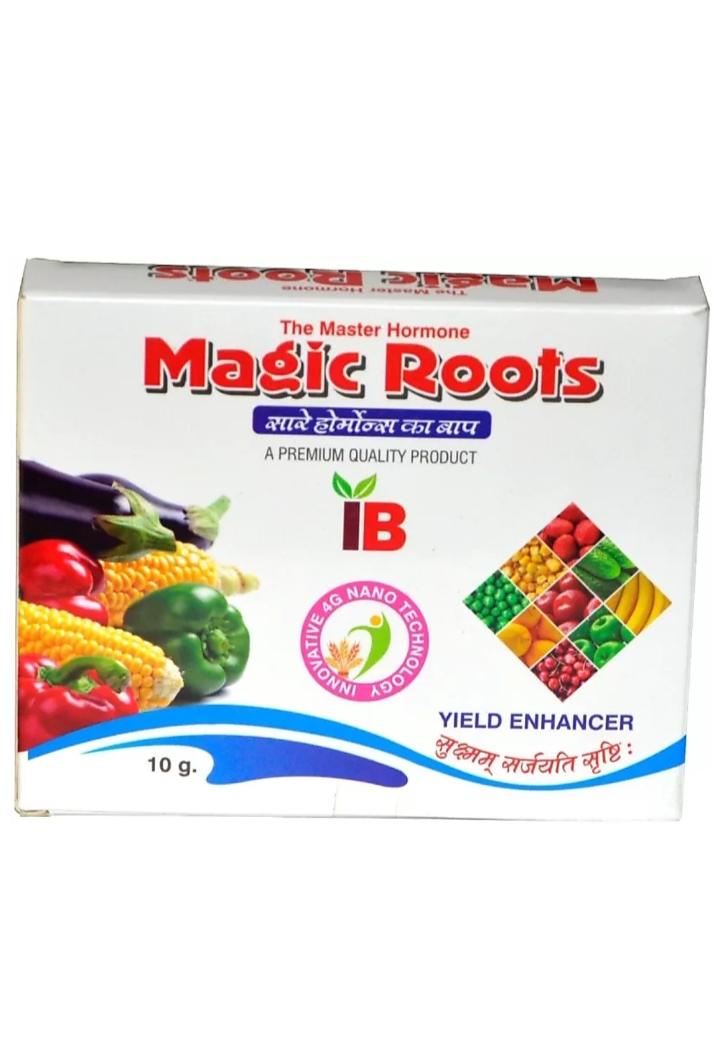 Magic Roots
The Master Hormone
The Master Hormone
Magic Roots
सारे होर्मोन्स का बाप
A PREMIUM QUALITY PRODUCT
IB
INNOVATIVE 4G NANO TECHNOLOGY
YIELD ENHANCER
सुक्ष्मम् सर्जयति सृष्टि :
10 g.